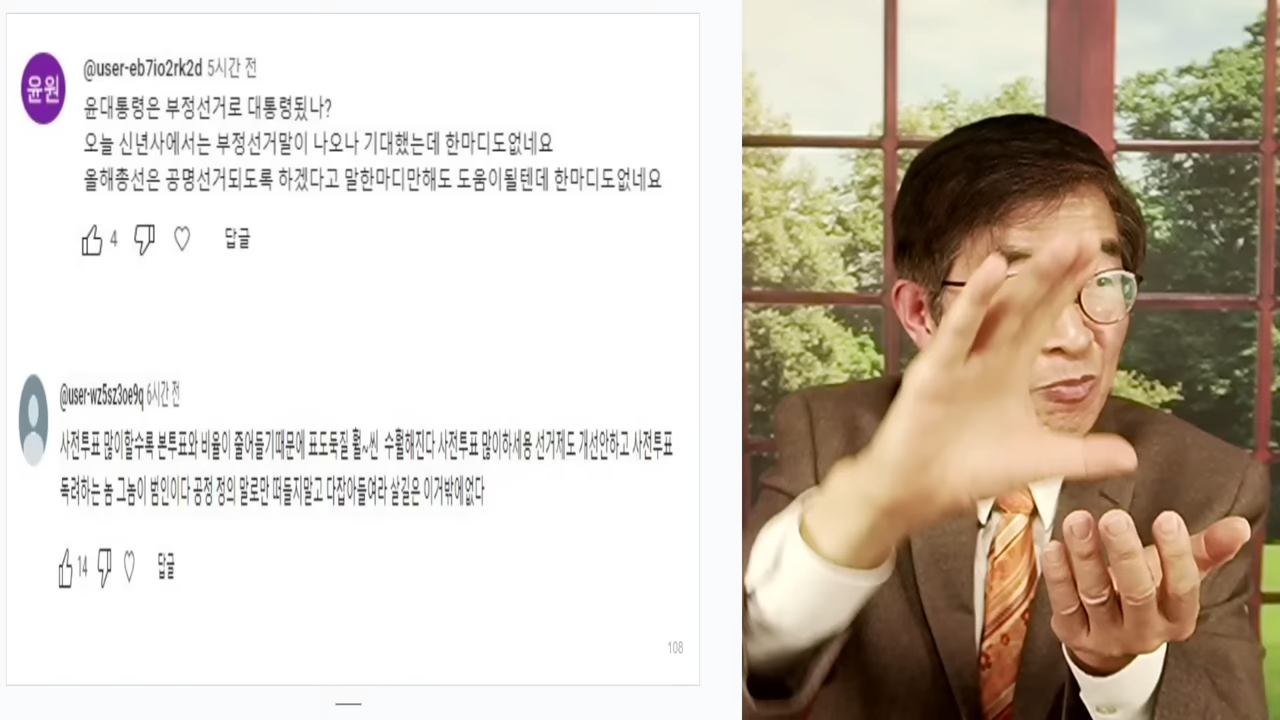 윤원
@user-eb7io2rk2d 5시간 전
윤대통령은 부정선거로 대통령됬나?
오늘 신년사에서는 부정선거말이 나오나 기대했는데 한마디도없네요
올해총선은 공명선거되도록 하겠다고 말한마디만해도 도움이될텐데 한마디도없네요
4 답글
@user-wz5sz3oe9q 6시간 전
사전투표 많이할수록 본투표와 비율이 줄어들기때문에 표도둑질 훨~씬 수훨해진다 사전투표 많이하세용 선거제도 개선안하고 사전투표
독려하는 놈 그놈이 범인이다 공정 정의 말로만 떠들지말고 다잡아들여라 살길은 이거밖에없다
14 답글
108